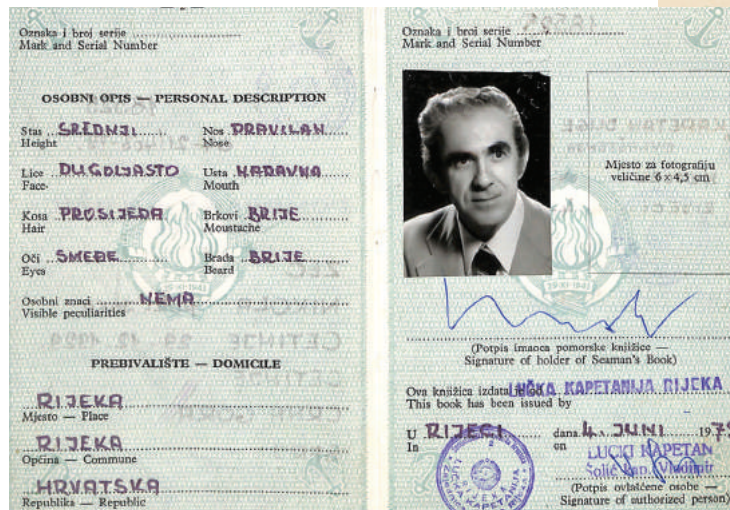 Oznaka i broj serije
Mark and Serial Number
OSOBNI OPIS — PERSONAL DESCRIPTION
Stas SREDNJI Nos PRAVILAN
Height Nose
Lice DUGOLJASTO Usta NARAVNA
Face Mouth
Kosa PROSIJEDA Brkovi BRIJE
Hair Moustache
Oči SMEĐE Brada BRIJE
Eyes Beard
Osobni znaci NEMA
Visible peculiarities
PREBIVALIŠTE — DOMICILE
RIJEKA
Mjesto — Place
RIJEKA
Općina — Commune
HRVATSKA
Republika — Republic
Oznaka i broj serije
Mark and Serial Number
Mjesto za fotografiju
veličine 6 × 4,5 cm
(Potpis imaoca pomorske knjižice —
Signature of holder of Seaman's Book)
Ova knjižica izdata LUČKA KAPETANIJA RIJEKA
This book has been issued by
U RIJECI dana 4. JUNI 197
In on
LUČKI KAPETAN
Vladimir
(Potpis ovlašćene osobe —
Signature of authorized person)
LUČKA KAPETANIJA